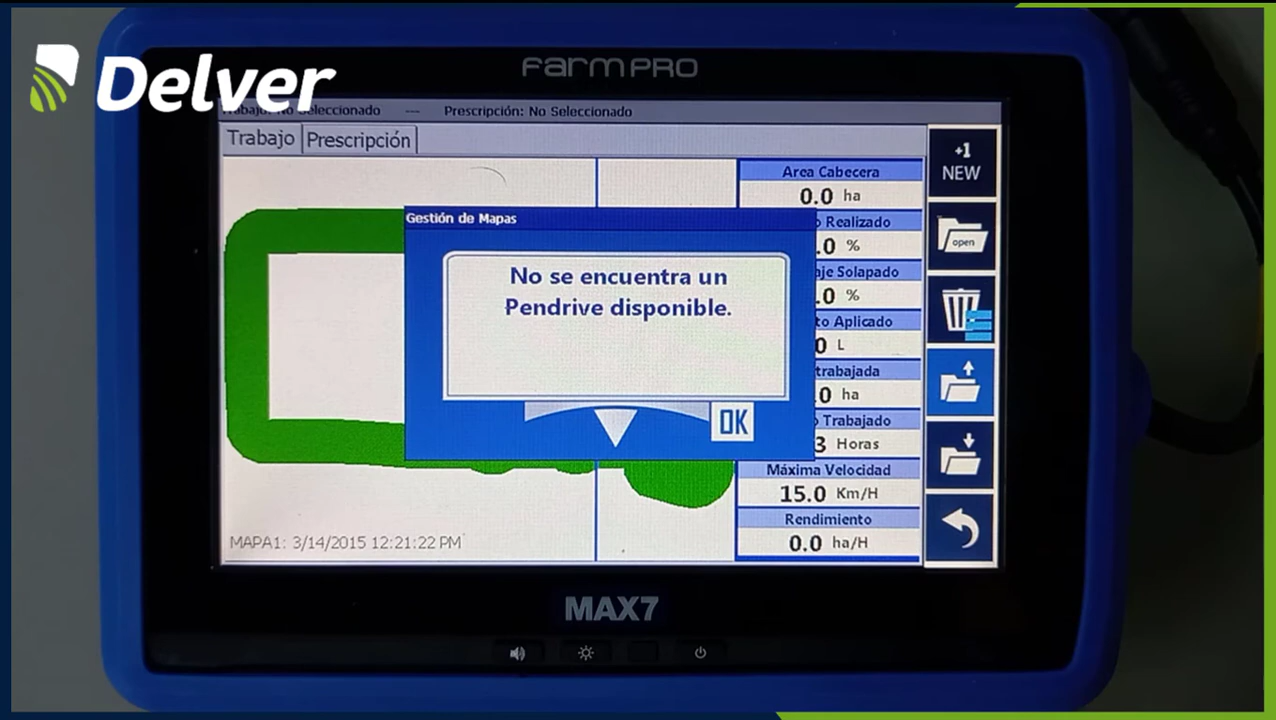 Delver
FarmPRO
Seleccionado --- Prescripción: No Seleccionado
Trabajo Prescripción
+1
NEW
Area Cabecera
0.0 ha
Gestión de Mapas
Realizado
.0 %
open
No se encuentra un
Pendrive disponible.
Solapado
.0 %
Aplicado
0 L
trabajada
.0 ha
OK
Trabajado
3 Horas
Máxima Velocidad
15.0 Km/H
Rendimiento
0.0 ha/H
MAPA1: 3/14/2015 12:21:22 PM
MAX7